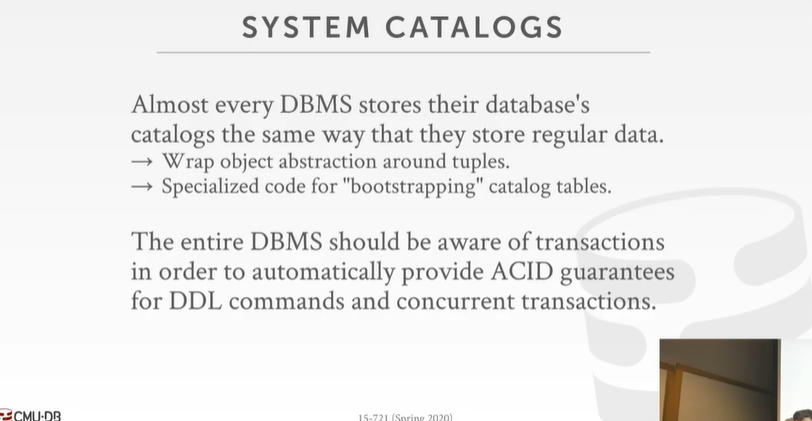 SYSTEM CATALOGS
Almost every DBMS stores their database's
catalogs the same way that they store regular data.
→ Wrap object abstraction around tuples.
→ Specialized code for "bootstrapping" catalog tables.
The entire DBMS should be aware of transactions
in order to automatically provide ACID guarantees
for DDL commands and concurrent transactions.
CMU·DB
15-721 (Spring 2020)